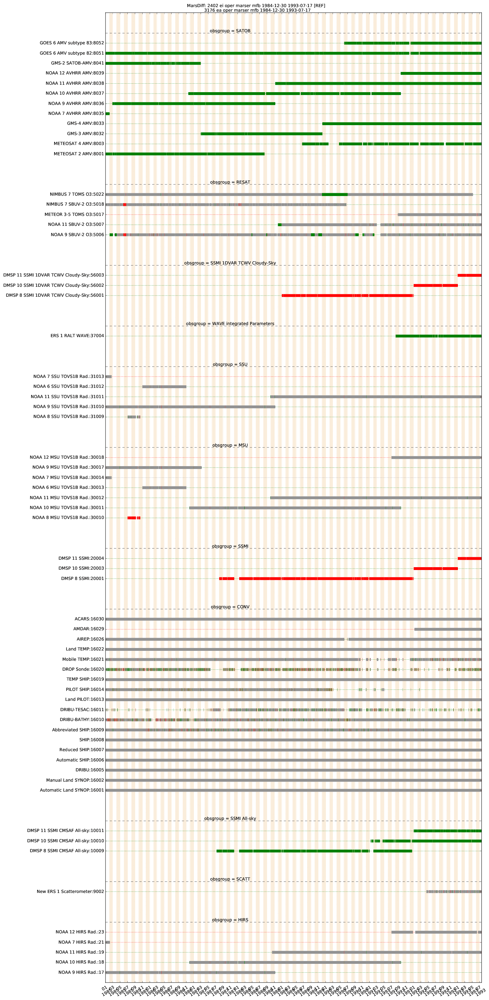 MarsDiff: 2402 ei oper marser mfb 1984-12-30 1993-07-17 [REF]
3176 ea oper marser mfb 1984-12-30 1993-07-17
obsgroup = SATOB
GOES 6 AMV subtype 83:8052
GOES 6 AMV subtype 82:8051
GMS-2 SATOB-AMV:8041
NOAA 12 AVHRR AMV:8039
NOAA 11 AVHRR AMV:8038
NOAA 10 AVHRR AMV:8037
NOAA 9 AVHRR AMV:8036
NOAA 7 AVHRR AMV:8035
GMS-4 AMV:8033
GMS-3 AMV:8032
METEOSAT 4 AMV:8003
METEOSAT 2 AMV:8001
obsgroup = RESAT
NIMBUS 7 TOMS O3:5022
NIMBUS 7 SBUV-2 O3:5018
METEOR 3-5 TOMS O3:5017
NOAA 11 SBUV-2 O3:5007
NOAA 9 SBUV-2 O3:5006
obsgroup = SSMI 1DVAR TCWV Cloudy-Sky
DMSP 11 SSMI 1DVAR TCWV Cloudy-Sky:56003
DMSP 10 SSMI 1DVAR TCWV Cloudy-Sky:56002
DMSP 8 SSMI 1DVAR TCWV Cloudy-Sky:56001
obsgroup = WAVE integrated Parameters
ERS 1 RALT WAVE:37004
obsgroup = SSU
NOAA 7 SSU TOVS1B Rad.:31013
NOAA 6 SSU TOVS1B Rad.:31012
NOAA 11 SSU TOVS1B Rad.:31011
NOAA 9 SSU TOVS1B Rad.:31010
NOAA 8 SSU TOVS1B Rad.:31009
obsgroup = MSU
NOAA 12 MSU TOVS1B Rad.:30018
NOAA 9 MSU TOVS1B Rad.:30017
NOAA 7 MSU TOVS1B Rad.:30014
NOAA 6 MSU TOVS1B Rad.:30013
NOAA 11 MSU TOVS1B Rad.:30012
NOAA 10 MSU TOVS1B Rad.:30011
NOAA 8 MSU TOVS1B Rad.:30010
obsgroup = SSMI
DMSP 11 SSMI:20004
DMSP 10 SSMI:20003
DMSP 8 SSMI:20001
obsgroup = CONV
ACARS:16030
AMDAR:16029
AIREP:16026
Land TEMP:16022
Mobile TEMP:16021
DROP Sonde:16020
TEMP SHIP:16019
PILOT SHIP:16014
Land PILOT:16013
DRIBU-TESAC:16011
DRIBU-BATHY:16010
Abbreviated SHIP:16009
SHIP:16008
Reduced SHIP:16007
Automatic SHIP:16006
DRIBU:16005
Manual Land SYNOP:16002
Automatic Land SYNOP:16001
obsgroup = SSMI All-sky
DMSP 11 SSMI CMSAF All-sky:10011
DMSP 10 SSMI CMSAF All-sky:10010
DMSP 8 SSMI CMSAF All-sky:10009
obsgroup = SCATT
New ERS 1 Scatterometer:9002
obsgroup = HIRS
NOAA 12 HIRS Rad.:23
NOAA 7 HIRS Rad.:21
NOAA 11 HIRS Rad.:19
NOAA 10 HIRS Rad.:18
NOAA 9 HIRS Rad.:17